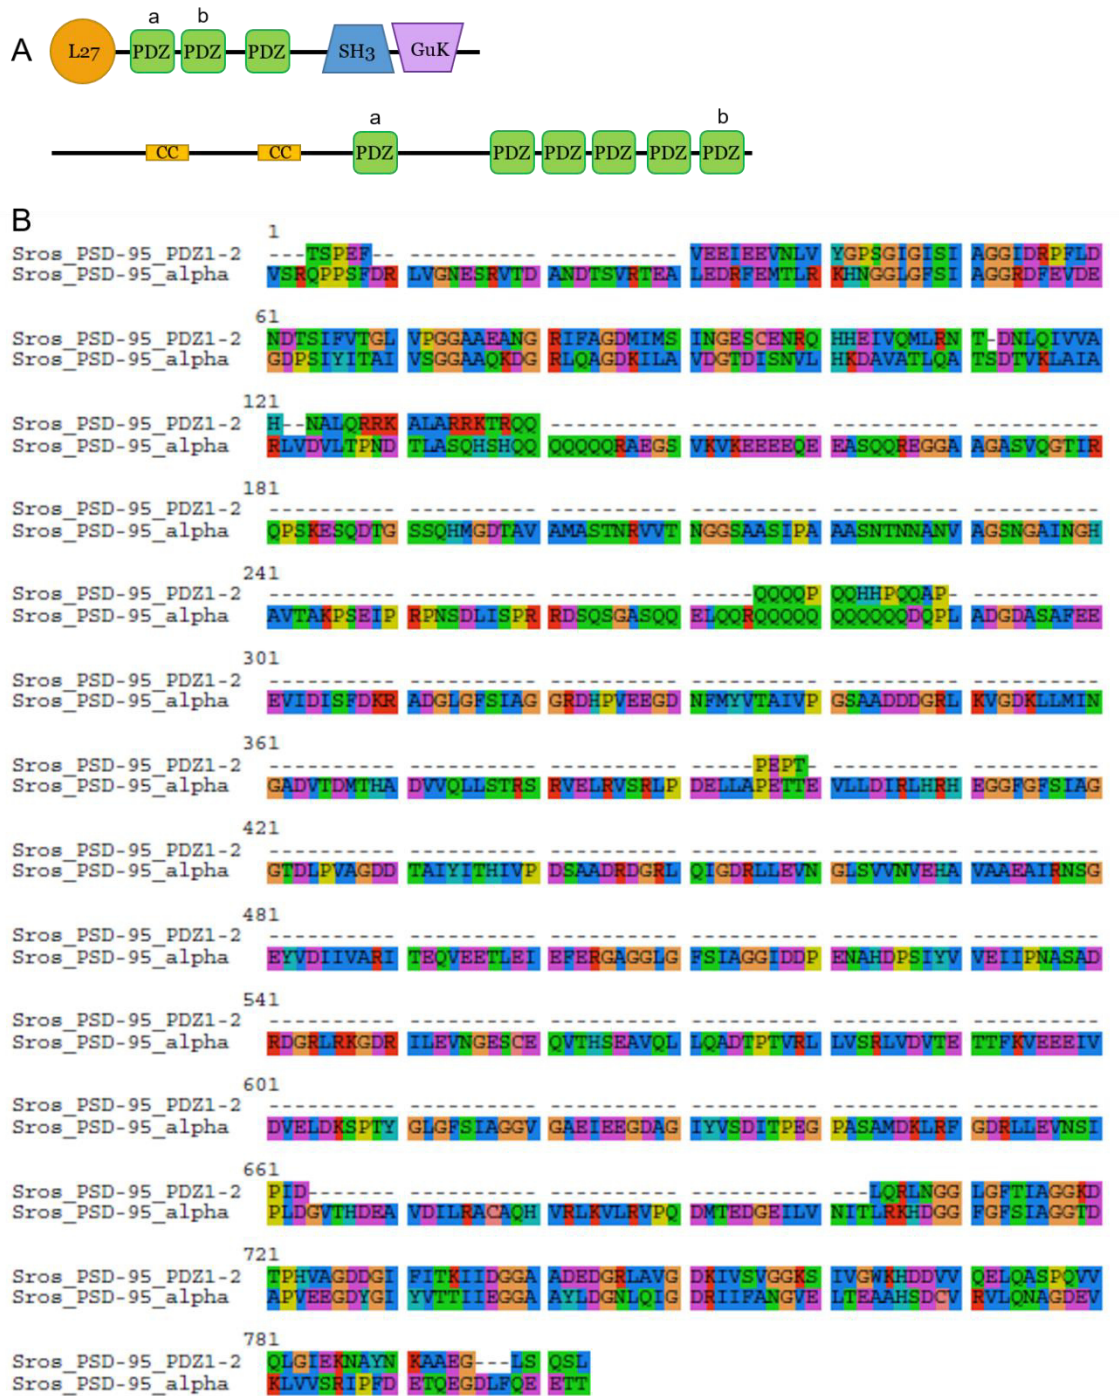 A
a
b
L27 PDZ PDZ PDZ SH3 GuK
a
b
CC CC PDZ PDZ PDZ PDZ PDZ PDZ
B
1
Sros_PSD-95_PDZ1-2 ---TSPEF-- ---------- ---------- VEEIEEVNLV YGPSGIGISI AGGIDRPFLD
Sros_PSD-95_alpha VSRQPPSFDR LVGNESRVTD ANDTSVRTEA LEDRFEMTLR KHNGGLGFSI AGGRDFEVDE
61
Sros_PSD-95_PDZ1-2 NDTSIFVTGL VPGGAAEANG RIFAGDMIMS INGESCENRQ HHEIVQMLRN T-DNLQIVVA
Sros_PSD-95_alpha GDPSIYITAI VSGGAAQKDG RLQAGDKILA VDGTDISNVL HKDAVATLQA TSDTVKLAIA
121
Sros_PSD-95_PDZ1-2 H--NALQRRK ALARRKTRQQ ---------- ---------- ---------- ----------
Sros_PSD-95_alpha RLVDVLTPND TLASQHSHQQ QQQQQRAEGS VKVKEEEEQE EASQQREGGA AGASVQGTIR
181
Sros_PSD-95_PDZ1-2 ---------- ---------- ---------- ---------- ---------- ----------
Sros_PSD-95_alpha QPSKESQDTG SSQHMGDTAV AMASTNRVVT NGGSAASIPA AASNTNNANV AGSNGAINGH
241
Sros_PSD-95_PDZ1-2 ---------- ---------- ---------- -----QQQQP QQHHPQQAP- ----------
Sros_PSD-95_alpha AVTAKPSEIP RPNSDLISPR RDSQSGASQQ ELQQRQQQQQ QQQQQQDQPL ADGDASAFEE
301
Sros_PSD-95_PDZ1-2 ---------- ---------- ---------- ---------- ---------- ----------
Sros_PSD-95_alpha EVIDISFDKR ADGLGFSIAG GRDHPVEEGD NFMYVTAIVP GSAADDDGRL KVGDKLLMIN
361
Sros_PSD-95_PDZ1-2 ---------- ---------- ---------- -----PEPT- ---------- ----------
Sros_PSD-95_alpha GADVTDMTHA DVVQLLSTRS RVELRVSRLP DELLAPETTE VLLDIRLHRH EGGFGFSIAG
421
Sros_PSD-95_PDZ1-2 ---------- ---------- ---------- ---------- ---------- ----------
Sros_PSD-95_alpha GTDLPVAGDD TAIYITHIVP DSAADRDGRL QIGDRLLEVN GLSVVNVEHA VAAEAIRNSG
481
Sros_PSD-95_PDZ1-2 ---------- ---------- ---------- ---------- ---------- ----------
Sros_PSD-95_alpha EYVDIIVARI TEQVEETLEI EFERGAGGLG FSIAGGIDDP ENAHDPSIYV VEIIPNASAD
541
Sros_PSD-95_PDZ1-2 ---------- ---------- ---------- ---------- ---------- ----------
Sros_PSD-95_alpha RDGRLRKGDR ILEVNGESCE QVTHSEAVQL LQADTPTVRL LVSRLVDVTE TTFKVEEEIV
601
Sros_PSD-95_PDZ1-2 ---------- ---------- ---------- ---------- ---------- ----------
Sros_PSD-95_alpha DVELDKSPTY GLGFSIAGGV GAEIEEGDAG IYVSDITPEG PASAMDKLRF GDRLLEVNSI
661
Sros_PSD-95_PDZ1-2 PID------- ---------- ---------- ---------- ---LQRLNGG LGFTIAGGKD
Sros_PSD-95_alpha PLDGVTHDEA VDILRACAQH VRLKVLRVPQ DMTEDGEILV NITLRKHDGG FGFSIAGGTD
721
Sros_PSD-95_PDZ1-2 TPHVAGDDGI FITKIIDGGA ADEDGRLAVG DKIVSVGGKS IVGWKHDDVV QELQASPQVV
Sros_PSD-95_alpha APVEEGDYGI YVTTIIEGGA AYLDGNLQIG DRIIFANGVE LTEAAHSDCV RVLQNAGDEV
781
Sros_PSD-95_PDZ1-2 QLGIEKNAYN KAAEG---LS QSL
Sros_PSD-95_alpha KLVVSRIPFD ETQEGDLFQE ETT